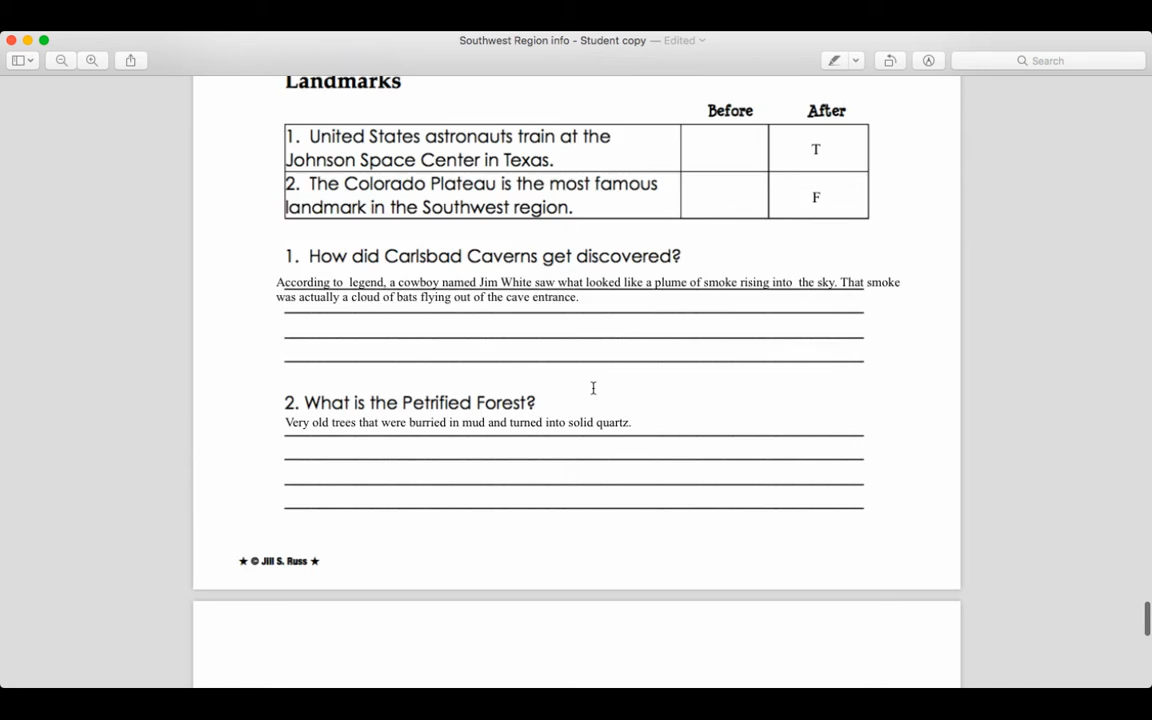 Southwest Region info - Student copy — Edited
Search
Landmarks
Before After
1. United States astronauts train at the
Johnson Space Center in Texas.
T
2. The Colorado Plateau is the most famous
landmark in the Southwest region.
F
1. How did Carlsbad Caverns get discovered?
According to legend, a cowboy named Jim White saw what looked like a plume of smoke rising into the sky. That smoke
was actually a cloud of bats flying out of the cave entrance.
2. What is the Petrified Forest?
Very old trees that were burried in mud and turned into solid quartz.
★ © Jill S. Russ ★